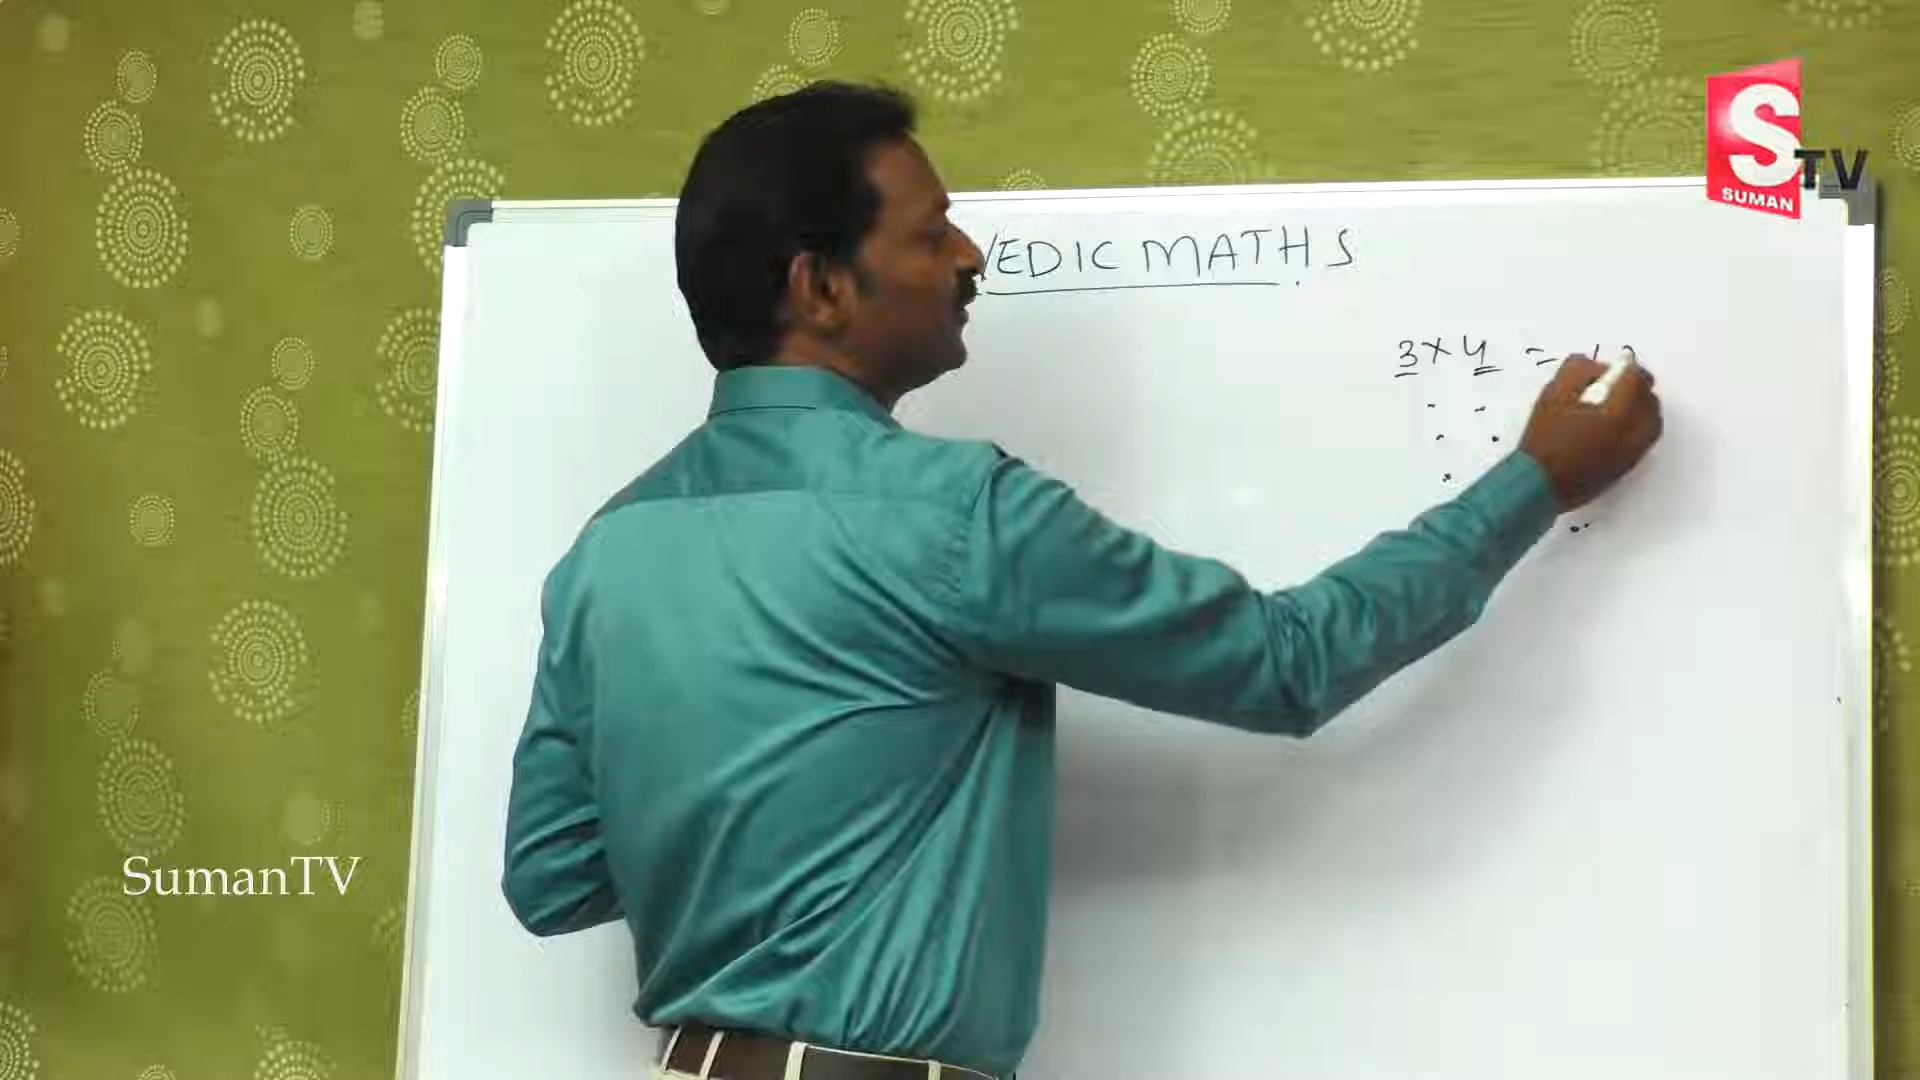 S TV
SUMAN
VEDIC MATHS
3 × 4 =
SumanTV